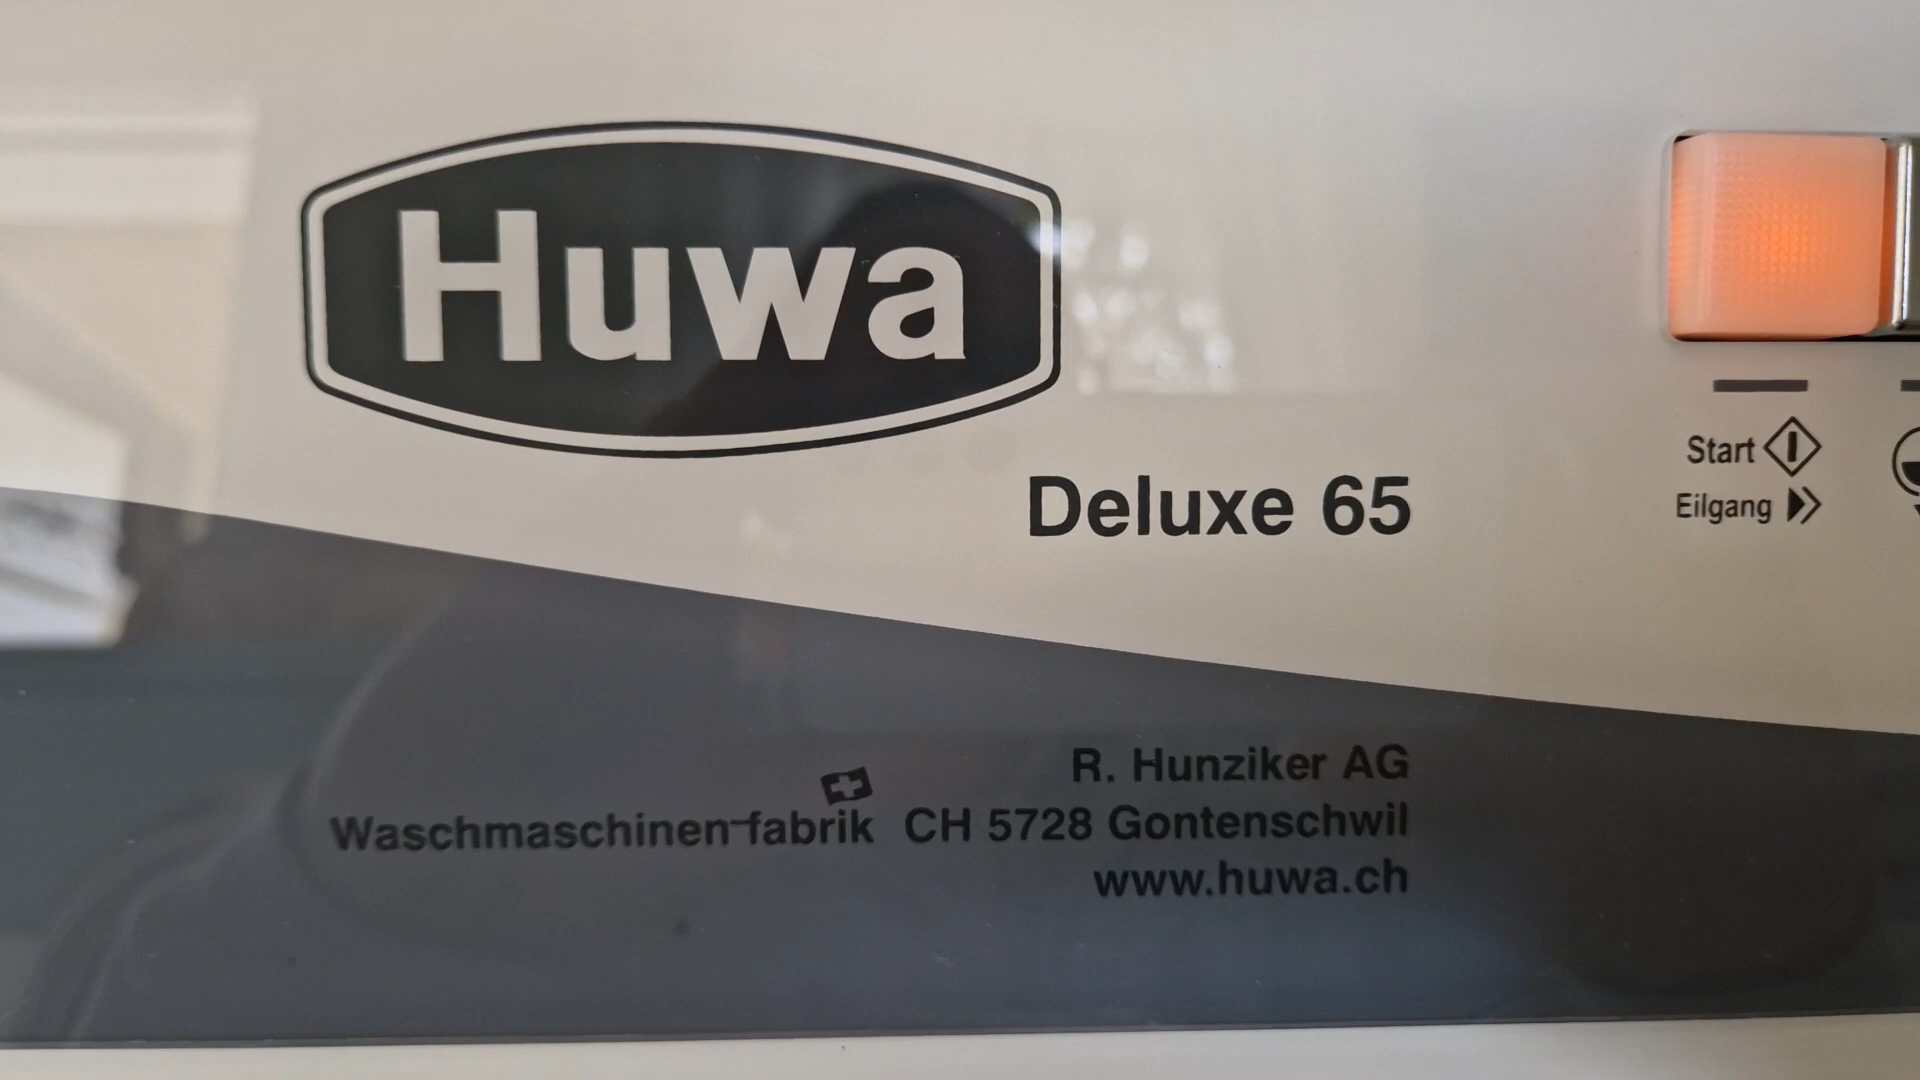 Huwa
Deluxe 65
Start
Eilgang
R. Hunziker AG
Waschmaschinen-fabrik CH 5728 Gontenschwil
www.huwa.ch